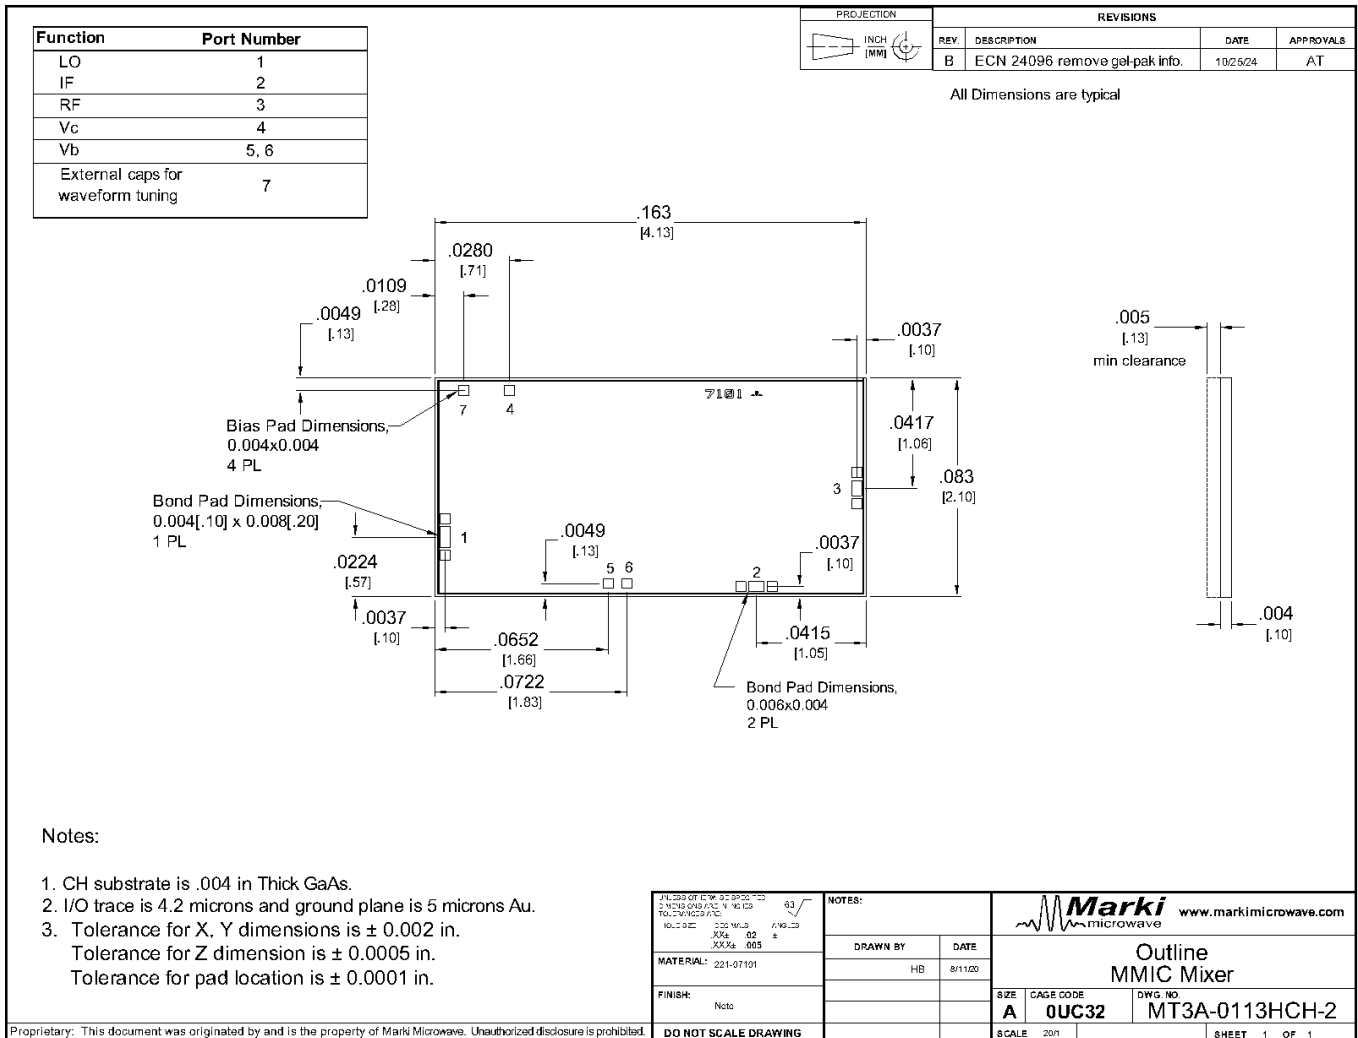 PROJECTION
INCH
[MM]
REVISIONS
REV. DESCRIPTION DATE APPROVALS
B ECN 24096 remove gel-pak info. 10/25/24 AT
All Dimensions are typical
Function Port Number
LO 1
IF 2
RF 3
Vc 4
Vb 5, 6
External caps for
waveform tuning
7
.163
[4.13]
.0280
[.71]
.0109
[.28]
.0049
[.13]
.0037
[.10]
.005
[.13]
min clearance
7101
7 4
Bias Pad Dimensions,
0.004x0.004
4 PL
.0417
[1.06]
.083
[2.10]
3
Bond Pad Dimensions,
0.004[.10] x 0.008[.20]
1 PL
1
.0224
[.57]
.0049
[.13]
5 6
2
.0037
[.10]
.0037
[.10]
.0652
[1.66]
.0722
[1.83]
.0415
[1.05]
.004
[.10]
Bond Pad Dimensions,
0.006x0.004
2 PL
Notes:
1. CH substrate is .004 in Thick GaAs.
2. I/O trace is 4.2 microns and ground plane is 5 microns Au.
3. Tolerance for X, Y dimensions is ± 0.002 in.
Tolerance for Z dimension is ± 0.0005 in.
Tolerance for pad location is ± 0.0001 in.
63
.XX± .02 ±
.XXX± .005
MATERIAL: 221-07101
FINISH:
Note
DO NOT SCALE DRAWING
NOTES:
DRAWN BY DATE
HB 8/11/20
Marki
microwave
www.markimicrowave.com
Outline
MMIC Mixer
SIZE CAGE CODE DWG. NO.
A 0UC32 MT3A-0113HCH-2
SCALE 20/1 SHEET 1 OF 1
Proprietary: This document was originated by and is the property of Marki Microwave. Unauthorized disclosure is prohibited.